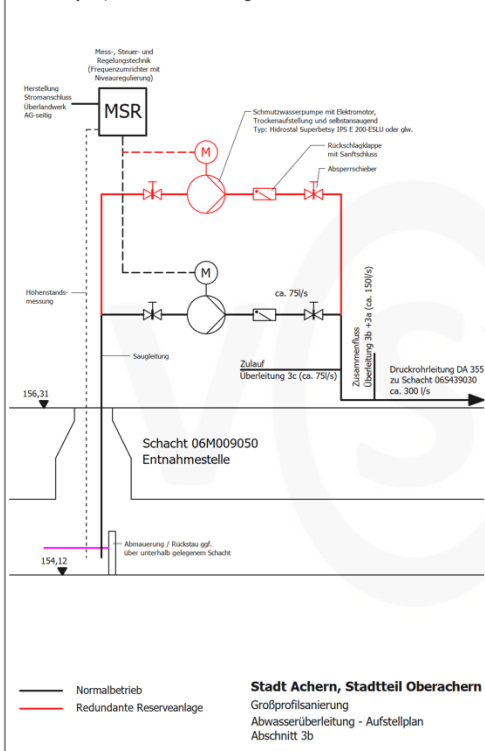 Mess-, Steuer- und
Regelungstechnik
(Frequenzumrichter mit
Niveauregulierung)
Herstellung
Stromanschluss
Überlandwerk
AG-seitig
MSR
Schmutzwasserpumpe mit Elektromotor,
Trockenaufstellung und selbstansaugend
Typ: Hidrostal Superbetsy IPS E 200-ESLU oder glw.
Rückschlagklappe
mit Sanftschluss
Absperrschieber
M
M
ca. 75l/s
Höhenstands-
messung
Saugleitung
Zulauf
Überleitung 3c (ca. 75l/s)
Zusammenfluss
Überleitung 3b +3a (ca. 150l/s)
Druckrohrleitung DA 355
zu Schacht 06S439030
ca. 300 l/s
156,31
Schacht 06M009050
Entnahmestelle
Abmauerung / Rückstau ggf.
über unterhalb gelegenem Schacht
154,12
Normalbetrieb
Redundante Reserveanlage
Stadt Achern, Stadtteil Oberachern
Großprofilsanierung
Abwasserüberleitung - Aufstellplan
Abschnitt 3b